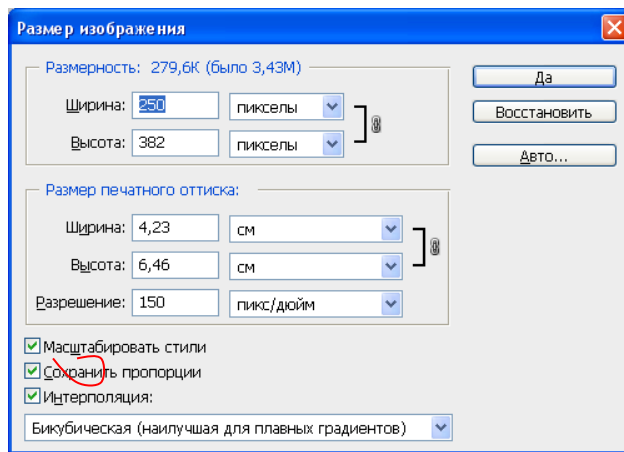 Размер изображения
Размерность: 279,6K (было 3,43M)
Ширина: 250 пикселы
Высота: 382 пикселы
Да
Восстановить
Авто...
Размер печатного оттиска:
Ширина: 4,23 см
Высота: 6,46 см
Разрешение: 150 пикс/дюйм
Масштабировать стили
Сохранить пропорции
Интерполяция:
Бикубическая (наилучшая для плавных градиентов)